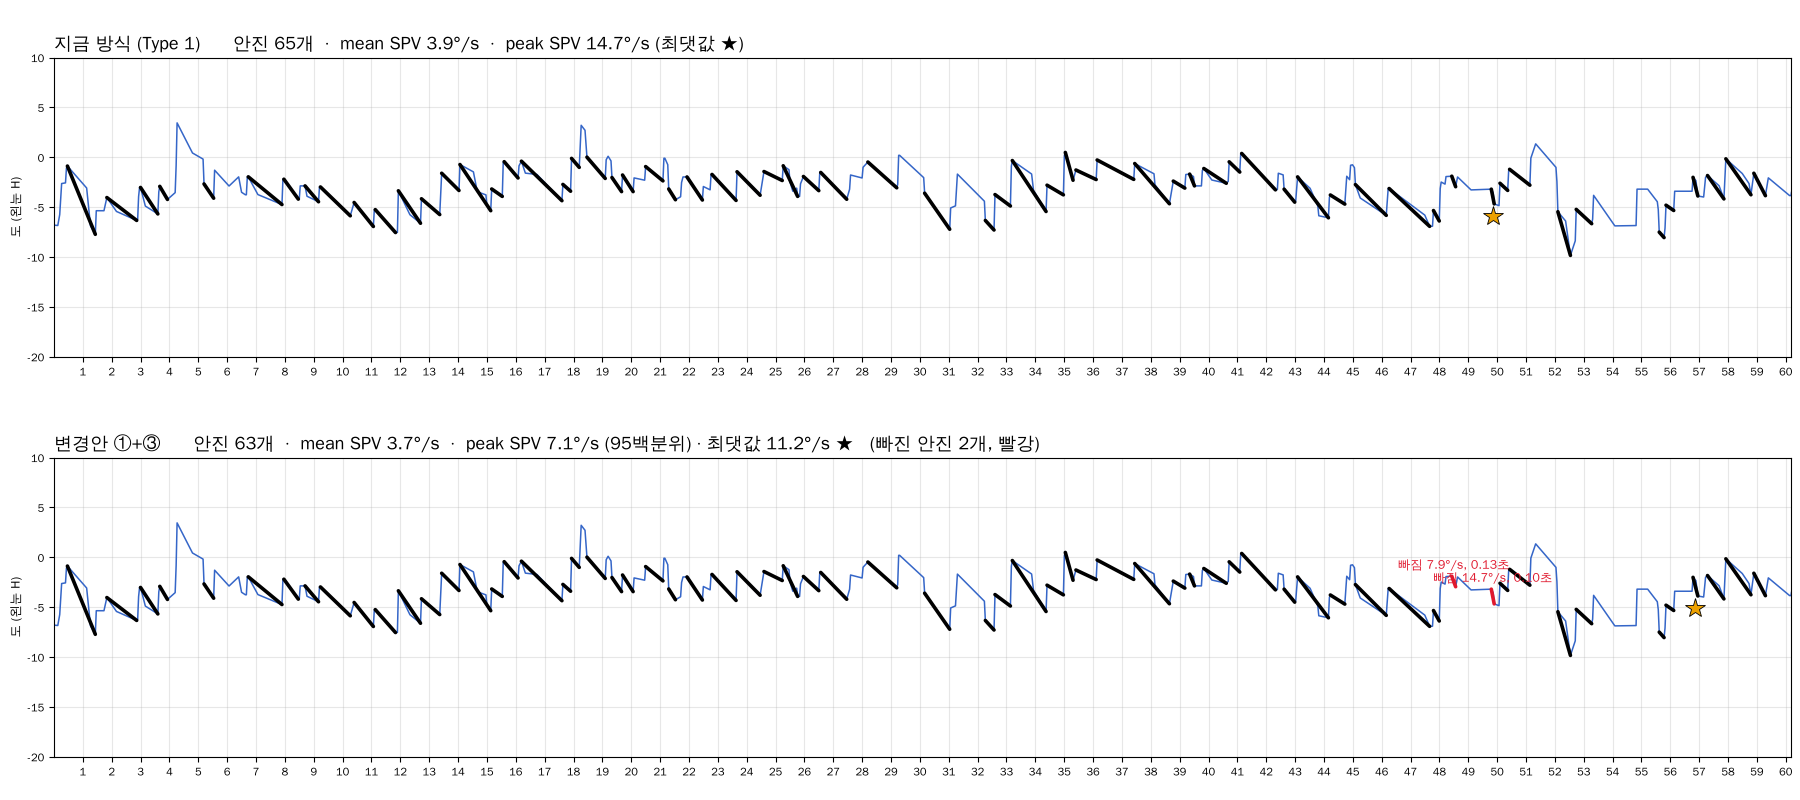 지금 방식 (Type 1) 안진 65개 · mean SPV 3.9°/s · peak SPV 14.7°/s (최댓값 ★)
10
5
0
-5
-10
-15
-20
도 (왼눈 H)
1 2 3 4 5 6 7 8 9 10 11 12 13 14 15 16 17 18 19 20 21 22 23 24 25 26 27 28 29 30 31 32 33 34 35 36 37 38 39 40 41 42 43 44 45 46 47 48 49 50 51 52 53 54 55 56 57 58 59 60
변경안 ①+③ 안진 63개 · mean SPV 3.7°/s · peak SPV 7.1°/s (95백분위) · 최댓값 11.2°/s ★ (빠진 안진 2개, 빨강)
10
5
0
-5
-10
-15
-20
도 (왼눈 H)
빠짐 7.9°/s, 0.13초
빠짐 14.7°/s, 0.10초
1 2 3 4 5 6 7 8 9 10 11 12 13 14 15 16 17 18 19 20 21 22 23 24 25 26 27 28 29 30 31 32 33 34 35 36 37 38 39 40 41 42 43 44 45 46 47 48 49 50 51 52 53 54 55 56 57 58 59 60